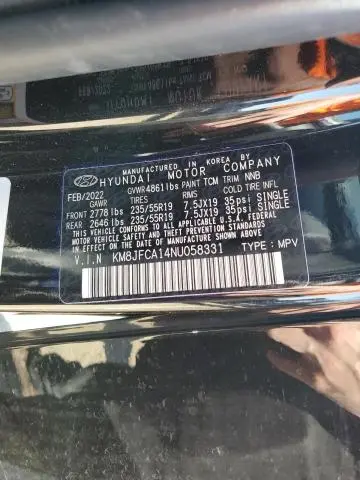 MANUFACTURED IN KOREA BY
HYUNDAI MOTOR COMPANY
FEB/2022 GVWR4861lbs PAINT TCM TRIM NNB
GAWR TIRES RIMS COLD TIRE INFL
FRONT 2778 lbs 235/55R19 7.5JX19 35psi SINGLE
REAR 2646 lbs 235/55R19 7.5JX19 35psi SINGLE
THIS VEHICLE CONFORMS TO ALL APPLICABLE U.S.A FEDERAL
MOTOR VEHICLE SAFETY, BUMPER, AND THEFT PREVENTION
STANDARDS IN EFFECT ON THE DATE OF MANUFACTURE SHOWN ABOVE.
V.I.N KM8JFCA14NU058331 TYPE : MPV